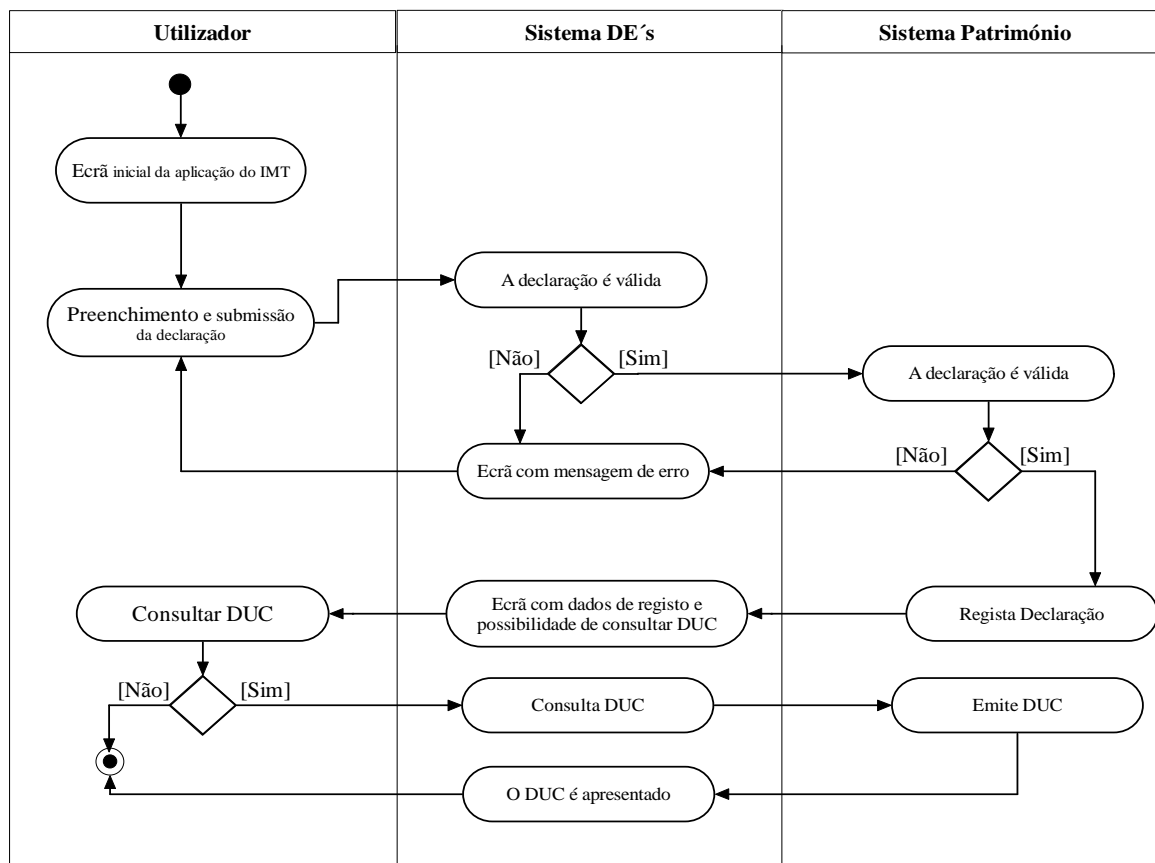 Utilizador
Sistema DE´s
Sistema Património
Ecrã inicial da aplicação do IMT
Preenchimento e submissão
da declaração
A declaração é válida
[Não]
[Sim]
A declaração é válida
[Não]
[Sim]
Ecrã com mensagem de erro
Consultar DUC
Ecrã com dados de registo e
possibilidade de consultar DUC
Regista Declaração
[Não]
[Sim]
Consulta DUC
Emite DUC
O DUC é apresentado